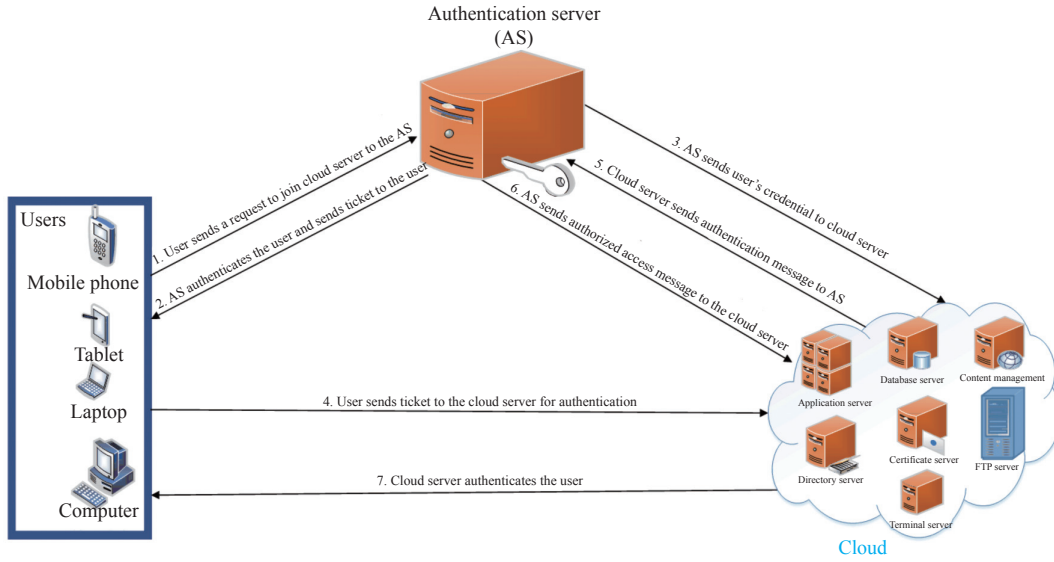 Authentication server
(AS)
1. User sends a request to join cloud server to the AS
2. AS authenticates the user and sends ticket to the user
3. AS sends user's credential to cloud server
5. Cloud server sends authentication message to AS
6. AS sends authorized access message to the cloud server
Users
Mobile phone
Tablet
Laptop
Computer
4. User sends ticket to the cloud server for authentication
7. Cloud server authenticates the user
Application server
Database server
Content management
Directory server
Certificate server
FTP server
Terminal server
Cloud